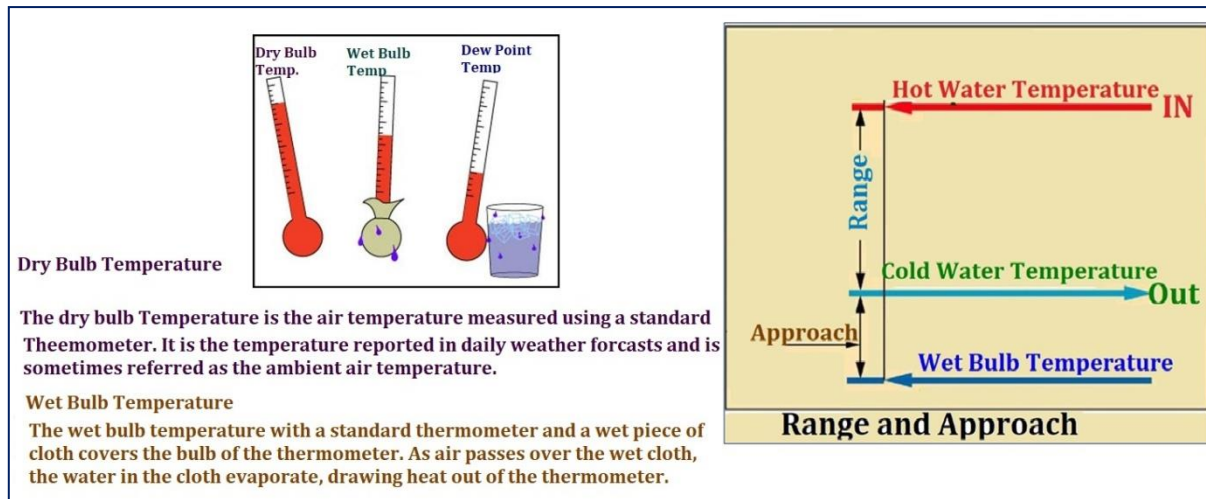 Dry Bulb
Temp.
Wet Bulb
Temp
Dew Point
Temp
Dry Bulb Temperature
The dry bulb Temperature is the air temperature measured using a standard
Theemometer. It is the temperature reported in daily weather forcasts and is
sometimes referred as the ambient air temperature.
Wet Bulb Temperature
The wet bulb temperature with a standard thermometer and a wet piece of
cloth covers the bulb of the thermometer. As air passes over the wet cloth,
the water in the cloth evaporate, drawing heat out of the thermometer.
Hot Water Temperature
IN
Range
Cold Water Temperature
Out
Approach
Wet Bulb Temperature
Range and Approach